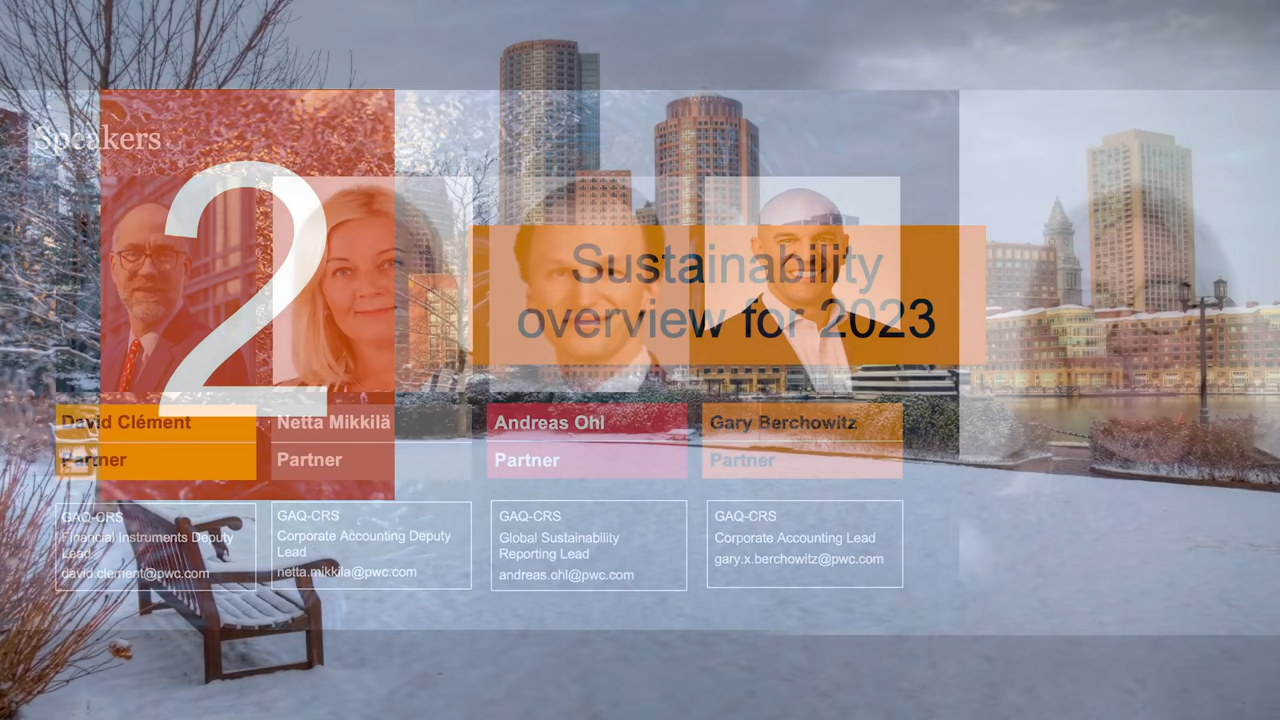 Speakers
2
Sustainability
overview for 2023
David Clément
Partner
GAQ-CRS
Financial Instruments Deputy
Lead
david.clement@pwc.com
Netta Mikkilä
Partner
GAQ-CRS
Corporate Accounting Deputy
Lead
netta.mikkila@pwc.com
Andreas Ohl
Partner
GAQ-CRS
Global Sustainability
Reporting Lead
andreas.ohl@pwc.com
Gary Berchowitz
Partner
GAQ-CRS
Corporate Accounting Lead
gary.x.berchowitz@pwc.com